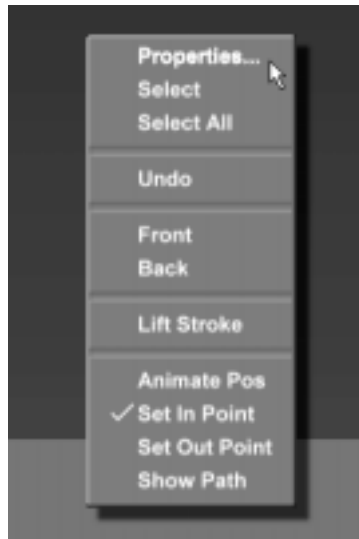 Properties...
Select
Select All
Undo
Front
Back
Lift Stroke
Animate Pos
Set In Point
Set Out Point
Show Path